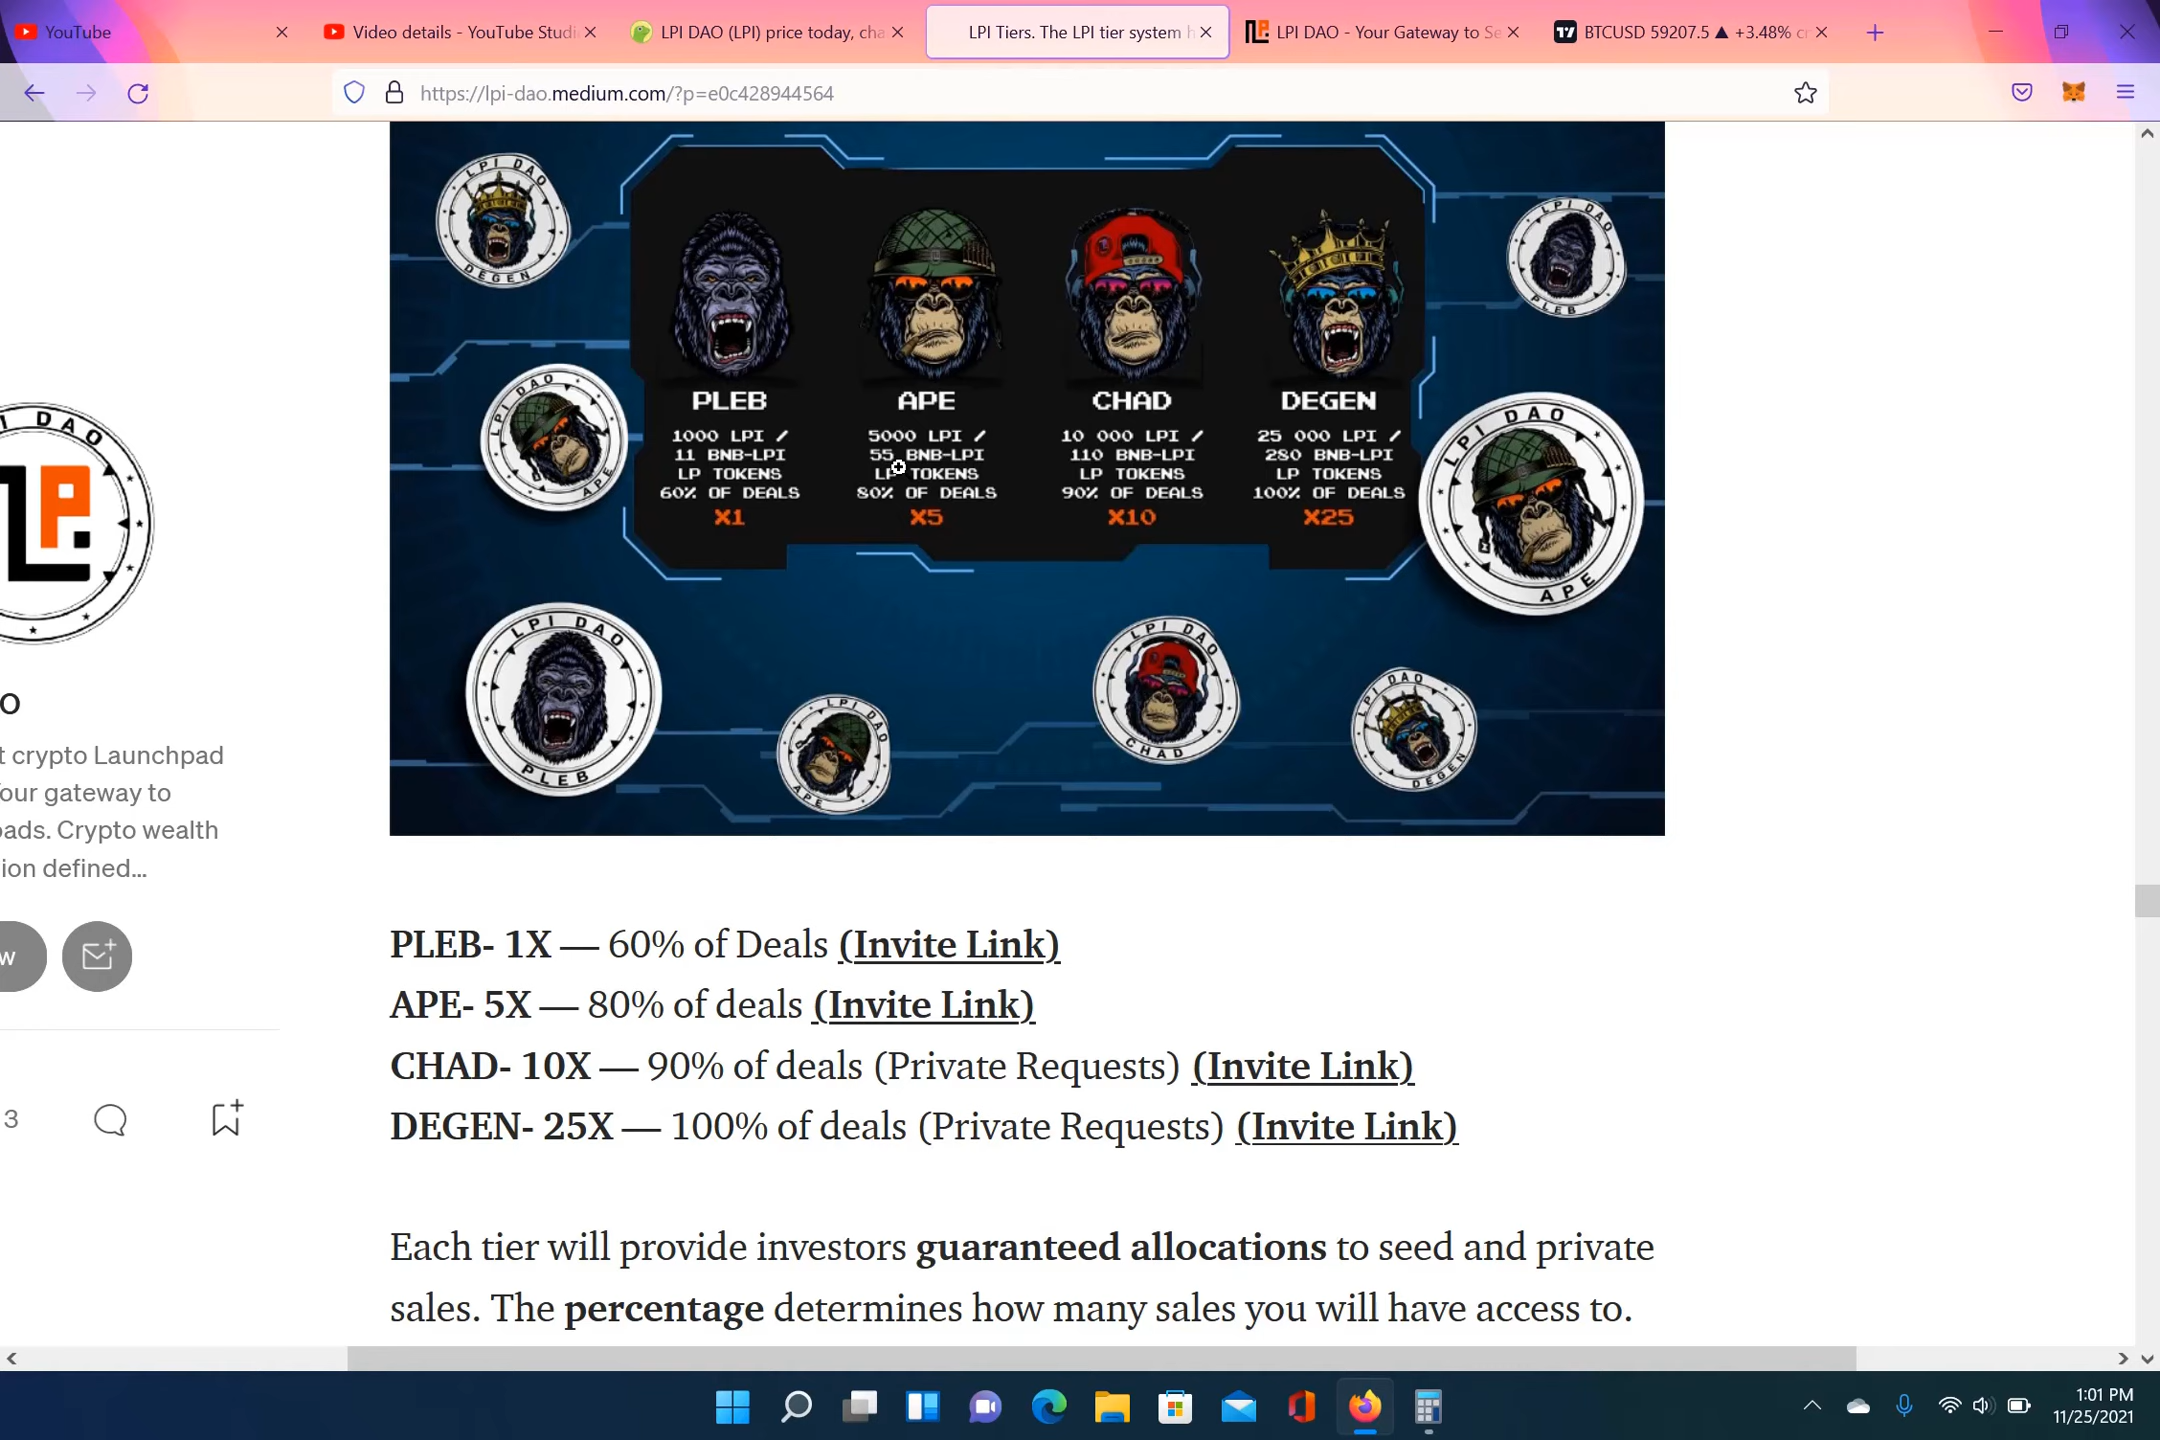 YouTube
Video details - YouTube Studi
LPI DAO (LPI) price today, cha
LPI Tiers. The LPI tier system h
LPI DAO - Your Gateway to Se
BTCUSD 59207.5 ▲ +3.48% cr
https://lpi-dao.medium.com/?p=e0c428944564
LPI DAO
DEGEN
LPI DAO
PLEB
LPI DAO
APE
LPI DAO
APE
PLEB
1000 LPI /
11 BNB-LPI
LP TOKENS
60% OF DEALS
X1
APE
5000 LPI /
55 BNB-LPI
LP TOKENS
80% OF DEALS
X5
CHAD
10 000 LPI /
110 BNB-LPI
LP TOKENS
90% OF DEALS
X10
DEGEN
25 000 LPI /
280 BNB-LPI
LP TOKENS
100% OF DEALS
X25
LPI DAO
PLEB
LPI DAO
APE
LPI DAO
CHAD
LPI DAO
DEGEN
I DAO
LP.
o
t crypto Launchpad
our gateway to
oads. Crypto wealth
ion defined...
w
3
PLEB- 1X — 60% of Deals (Invite Link)
APE- 5X — 80% of deals (Invite Link)
CHAD- 10X — 90% of deals (Private Requests) (Invite Link)
DEGEN- 25X — 100% of deals (Private Requests) (Invite Link)
Each tier will provide investors guaranteed allocations to seed and private
sales. The percentage determines how many sales you will have access to.
1:01 PM
11/25/2021